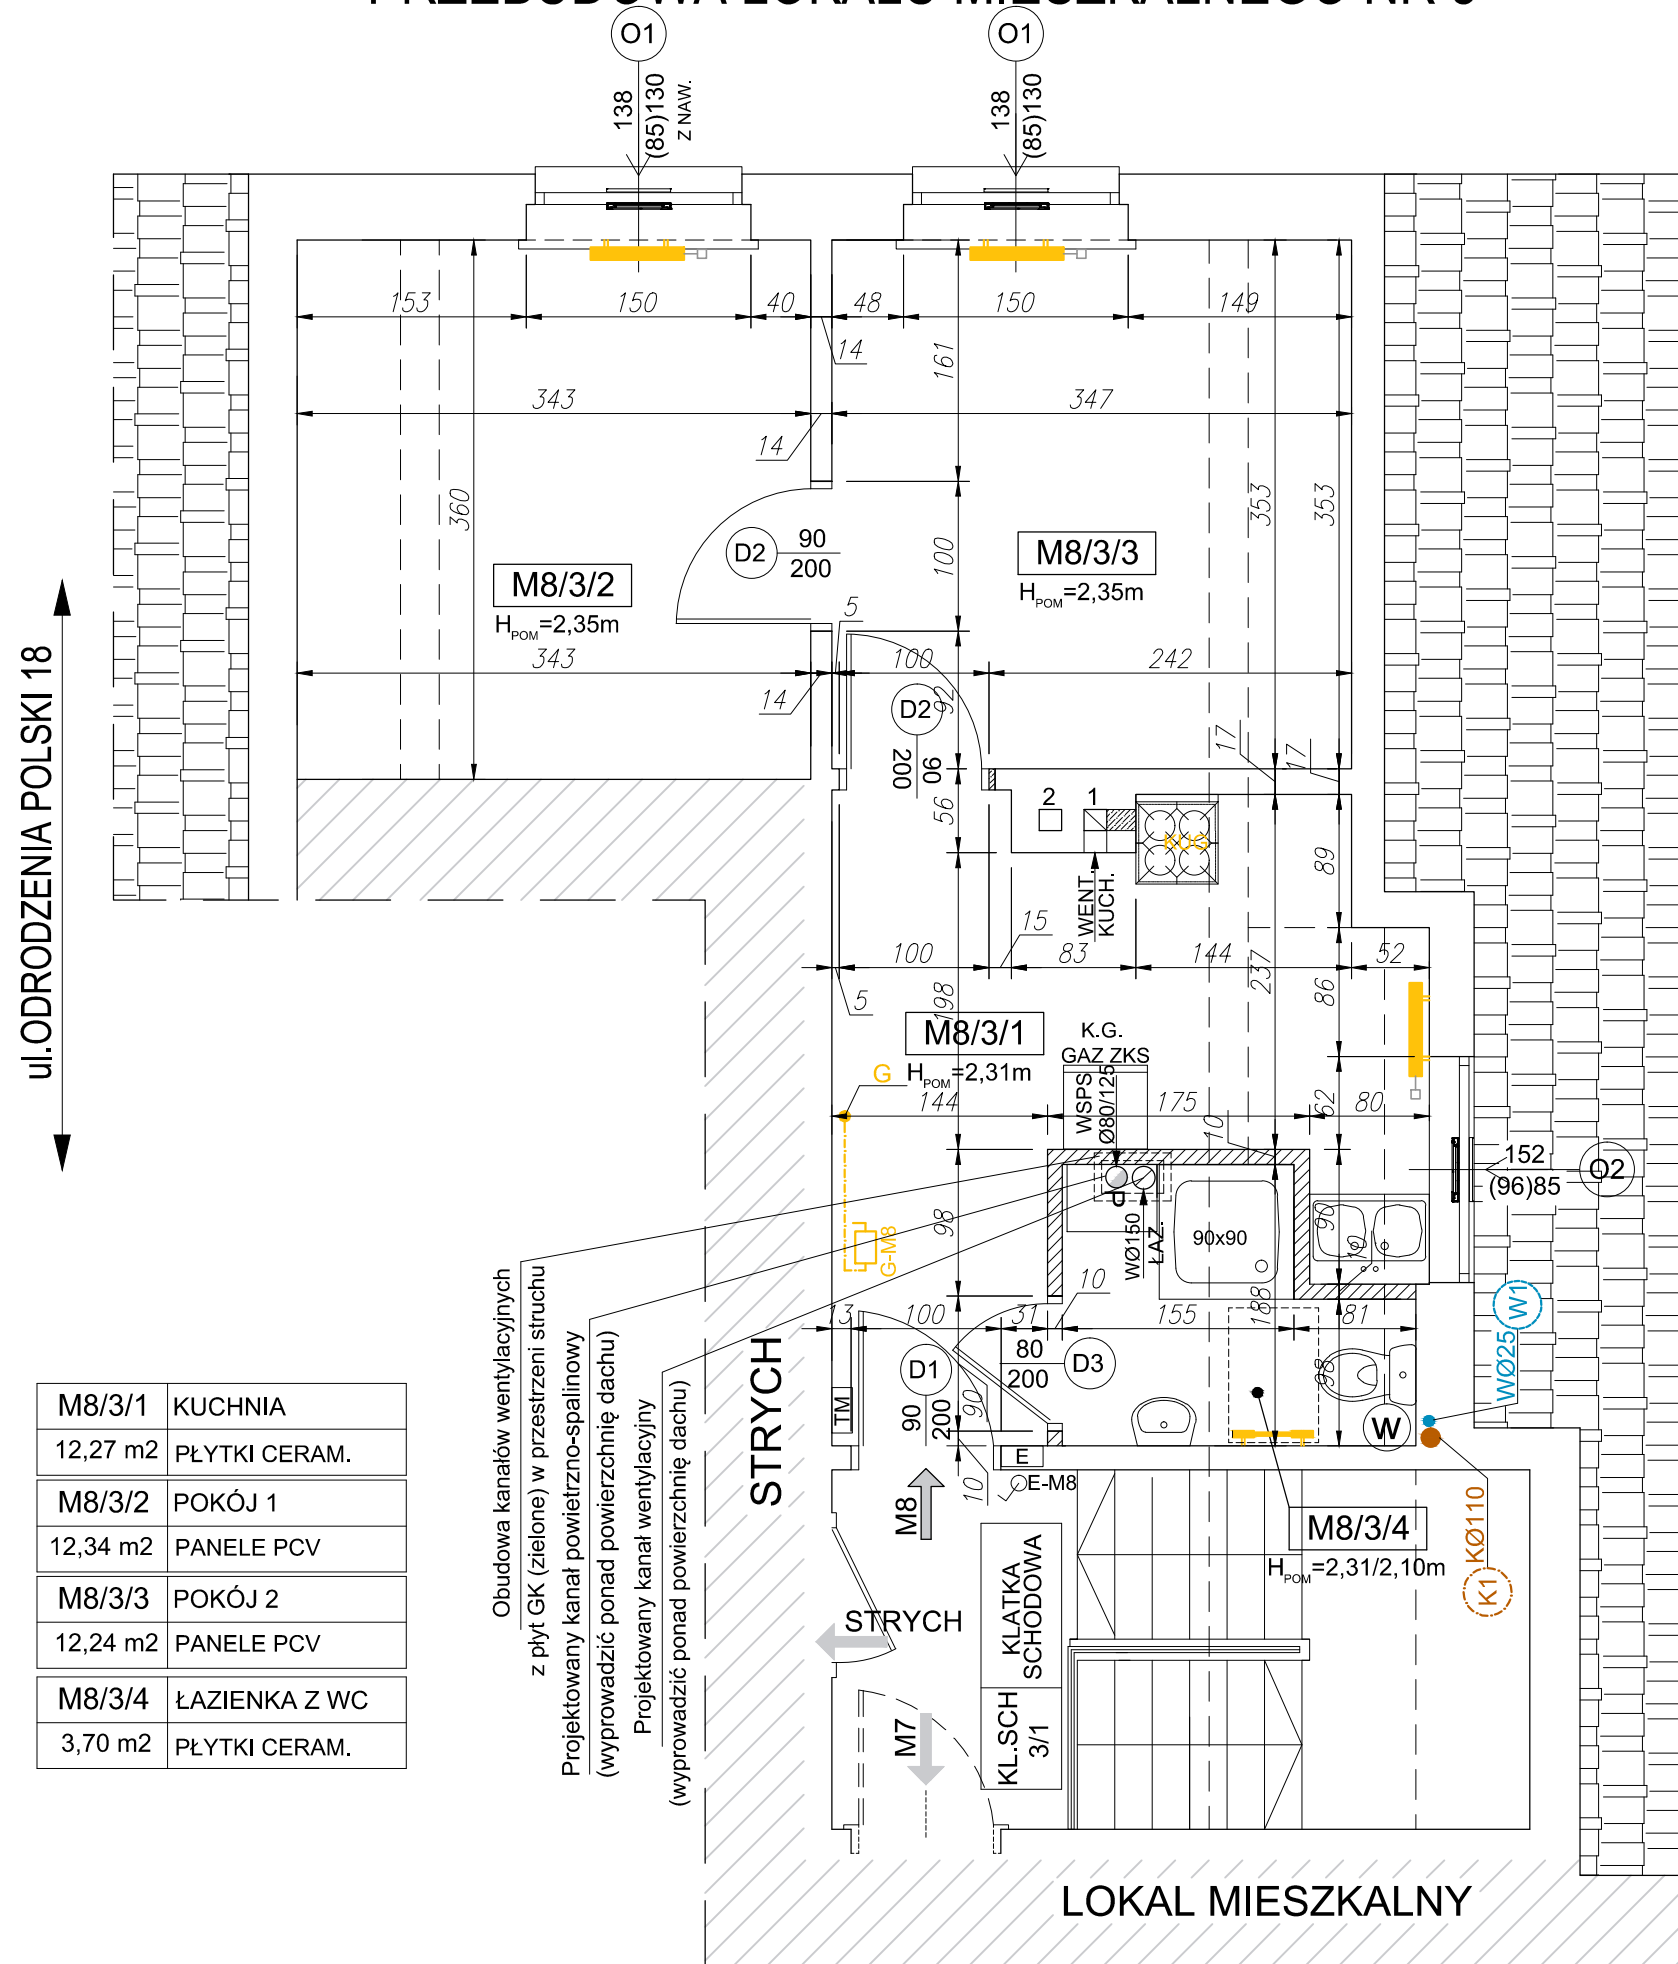 O1
O1
138
(85)130
Z NAW.
138
(85)130
153
150
40
48
150
149
14
161
343
347
14
360
100
353
353
D2
90
200
M8/3/2
HPOM=2,35m
M8/3/3
HPOM=2,35m
5
343
100
242
14
92
D2
90
200
17
17
56
2
1
KUG
WENT.
KUCH.
89
15
100
83
144
52
5
198
237
86
M8/3/1
HPOM=2,31m
K.G.
GAZ ZKS
G
WSPS
Ø80/125
144
175
80
62
10
152
(96)85
O2
P
WØ150
ŁAZ.
90x90
90
10
98
G-M8
10
13
100
31
155
188
81
98
80
200
D3
D1
90
200
90
10
TM
E
E-M8
W
WØ25
W1
KØ110
K1
M8/3/4
HPOM=2,31/2,10m
M8
M7
STRYCH
STRYCH
KLATKA
SCHODOWA
KL.SCH
3/1
LOKAL MIESZKALNY
ul.ODRODZENIA POLSKI 18
Obudowa kanałów wentylacyjnych
z płyt GK (zielone) w przestrzeni struchu
Projektowany kanał powietrzno-spalinowy
(wyprowadzić ponad powierzchnię dachu)
Projektowany kanał wentylacyjny
(wyprowadzić ponad powierzchnię dachu)
M8/3/1 KUCHNIA
12,27 m2 PŁYTKI CERAM.
M8/3/2 POKÓJ 1
12,34 m2 PANELE PCV
M8/3/3 POKÓJ 2
12,24 m2 PANELE PCV
M8/3/4 ŁAZIENKA Z WC
3,70 m2 PŁYTKI CERAM.